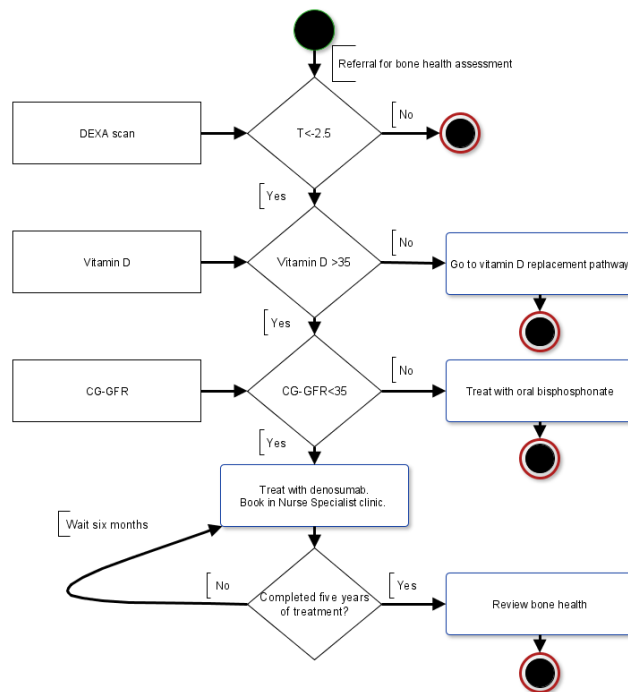 Referral for bone health assessment
DEXA scan
T<-2.5
No
Yes
Vitamin D
Vitamin D >35
No
Go to vitamin D replacement pathway
Yes
CG-GFR
CG-GFR<35
No
Treat with oral bisphosphonate
Yes
Treat with denosumab.
Book in Nurse Specialist clinic.
Wait six months
No
Completed five years
of treatment?
Yes
Review bone health